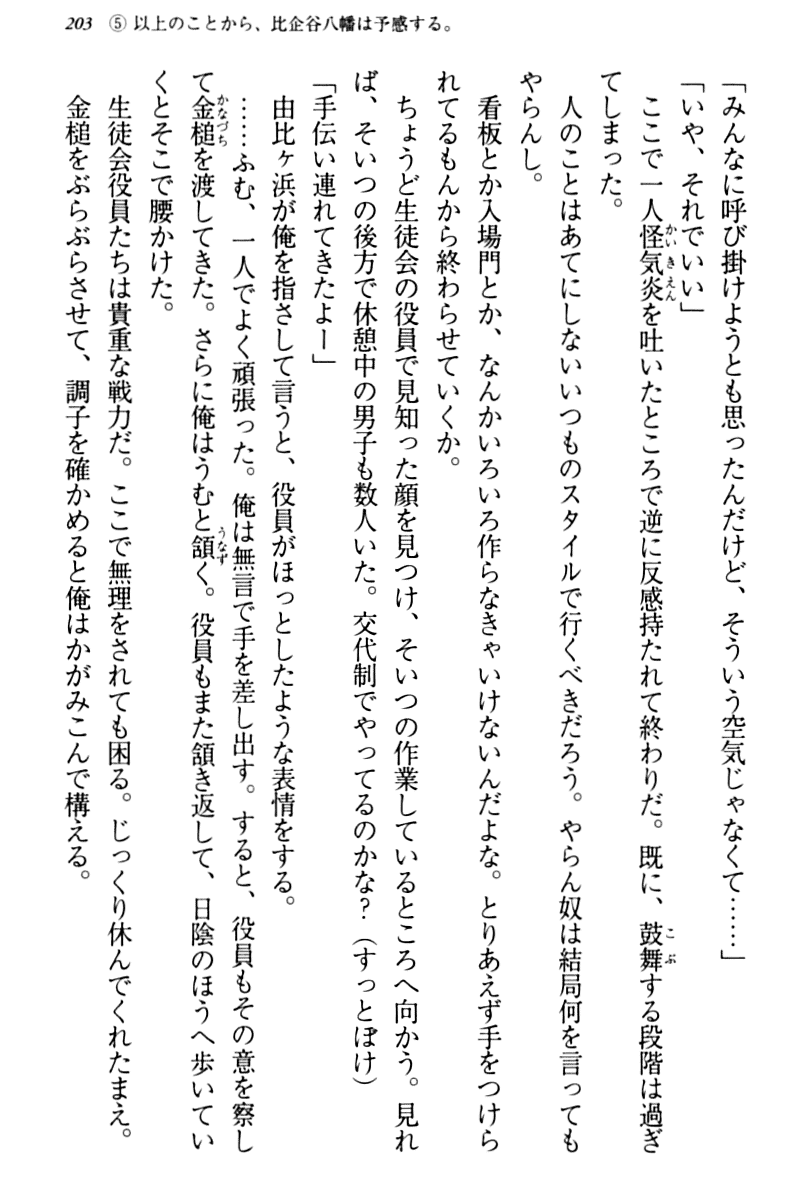 203 ⑤ 以上のことから、比企谷八幡は予感する。
「みんなに呼び掛けようとも思ったんだけど、そういう空気じゃなくて……」
「いや、それでいい」
ここで一人怪気炎を吐いたところで逆に反感持たれて終わりだ。既に、鼓舞する段階は過ぎ
てしまった。
人のことはあてにしないいつものスタイルで行くべきだろう。やらん奴は結局何を言っても
やらんし。
看板とか入場門とか、なんかいろいろ作らなきゃいけないんだよな。とりあえず手をつけら
れてるもんから終わらせていくか。
ちょうど生徒会の役員で見知った顔を見つけ、そいつの作業しているところへ向かう。見れ
ば、そいつの後方で休憩中の男子も数人いた。交代制でやってるのかな？（すっとぼけ）
「手伝い連れてきたよー」
由比ヶ浜が俺を指さして言うと、役員がほっとしたような表情をする。
……ふむ、一人でよく頑張った。俺は無言で手を差し出す。すると、役員もその意を察し
て金槌を渡してきた。さらに俺はうむと頷く。役員もまた頷き返して、日陰のほうへ歩いてい
くとそこで腰かけた。
生徒会役員たちは貴重な戦力だ。ここで無理をされても困る。じっくり休んでくれたまえ。
金槌をぶらぶらさせて、調子を確かめると俺はかがみこんで構える。